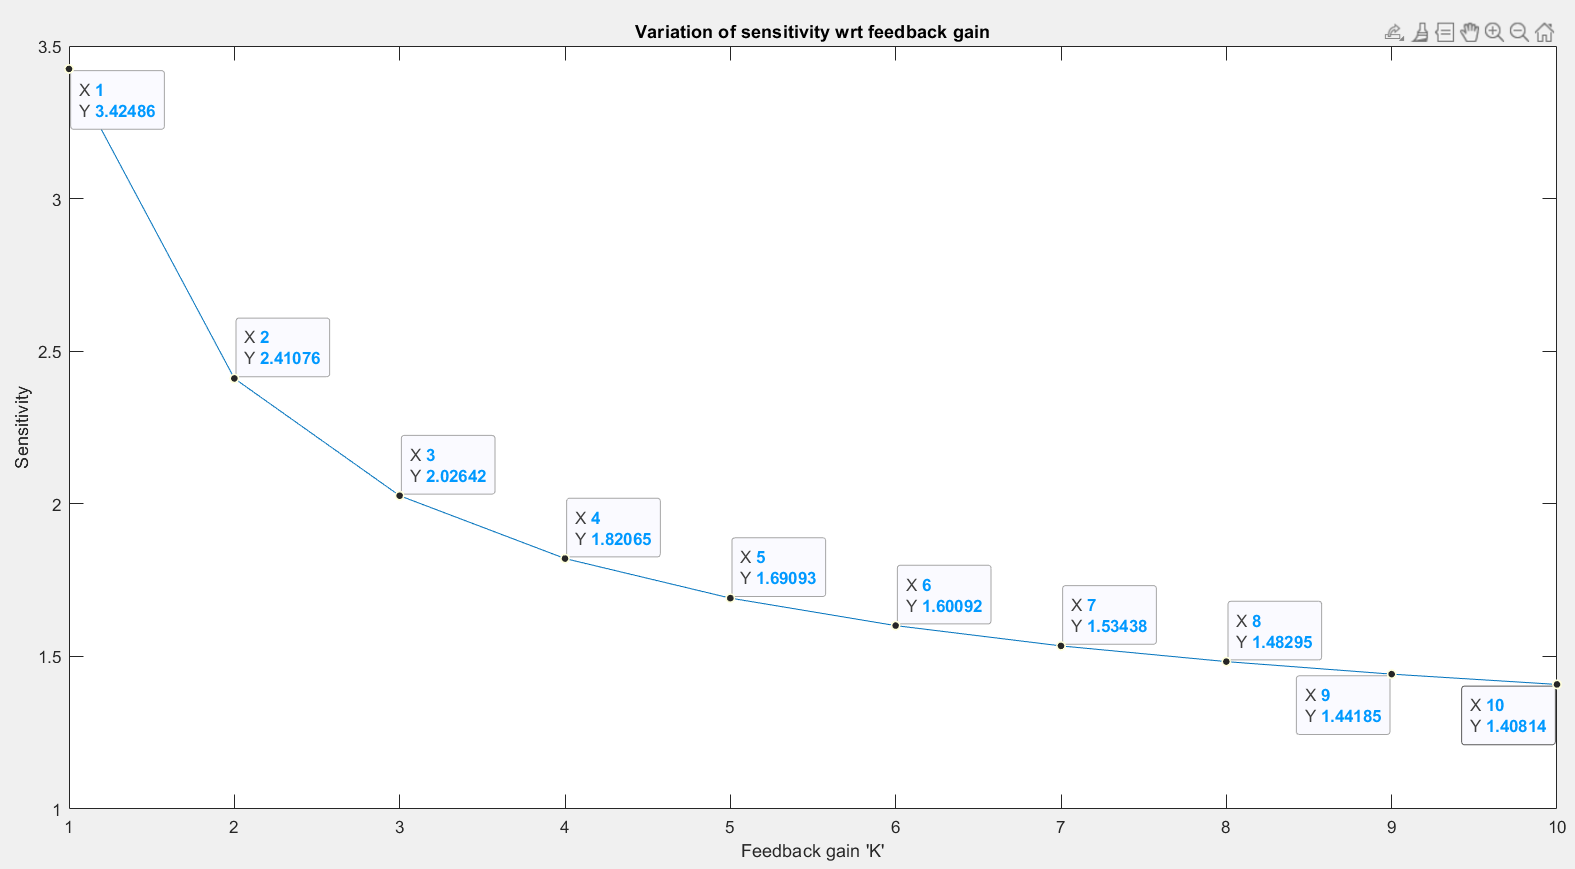 Variation of sensitivity wrt feedback gain
3.5
X 1
Y 3.42486
3
X 2
Y 2.41076
2.5
X 3
Y 2.02642
Sensitivity
2
X 4
Y 1.82065
X 5
Y 1.69093
X 6
Y 1.60092
X 7
Y 1.53438
X 8
Y 1.48295
1.5
X 9
Y 1.44185
X 10
Y 1.40814
1
1 2 3 4 5 6 7 8 9 10
Feedback gain 'K'